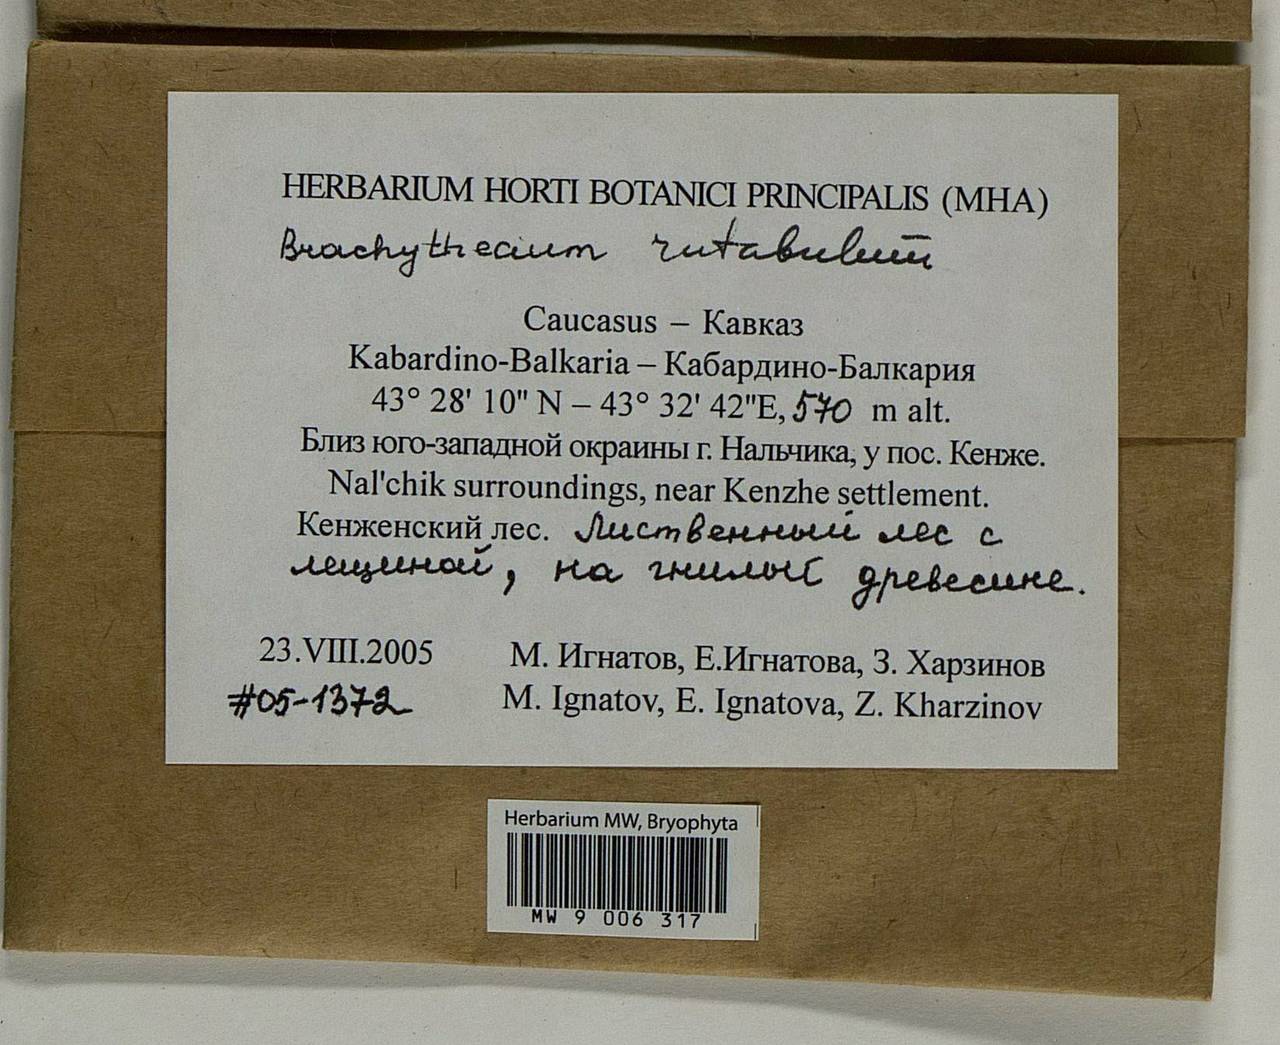 HERBARIUM HORTI BOTANICI PRINCIPALIS (MHA)
Brachythecium rutabulum
Caucasus – Кавказ
Kabardino-Balkaria – Кабардино-Балкария
43° 28' 10" N – 43° 32' 42"E, 570 m alt.
Близ юго-западной окраины г. Нальчика, у пос. Кенже.
Nal'chik surroundings, near Kenzhe settlement.
Кенженский лес. Лиственный лес с
лещиной, на гнилой древесине.
23.VIII.2005 М. Игнатов, Е.Игнатова, З. Харзинов
#05-1372 M. Ignatov, E. Ignatova, Z. Kharzinov
Herbarium MW, Bryophyta
MW 9 006 317